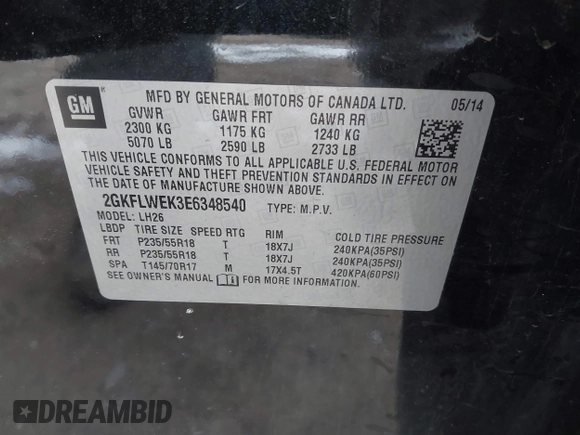 GM
MFD BY GENERAL MOTORS OF CANADA LTD. 05/14
GVWR GAWR FRT GAWR RR
2300 KG 1175 KG 1240 KG
5070 LB 2590 LB 2733 LB
THIS VEHICLE CONFORMS TO ALL APPLICABLE U.S. FEDERAL MOTOR
VEHICLE SAFETY AND THEFT PREVENTION STANDARDS IN EFFECT ON
THE DATE OF MANUFACTURE SHOWN ABOVE.
2GKFLWEK3E6348540 TYPE: M.P.V.
MODEL: LH26
LBDP TIRE SIZE SPEED RTG RIM COLD TIRE PRESSURE
FRT P235/55R18 T 18X7J 240KPA(35PSI)
RR P235/55R18 T 18X7J 240KPA(35PSI)
SPA T145/70R17 M 17X4.5T 420KPA(60PSI)
SEE OWNER'S MANUAL FOR MORE INFORMATION.
DREAMBID